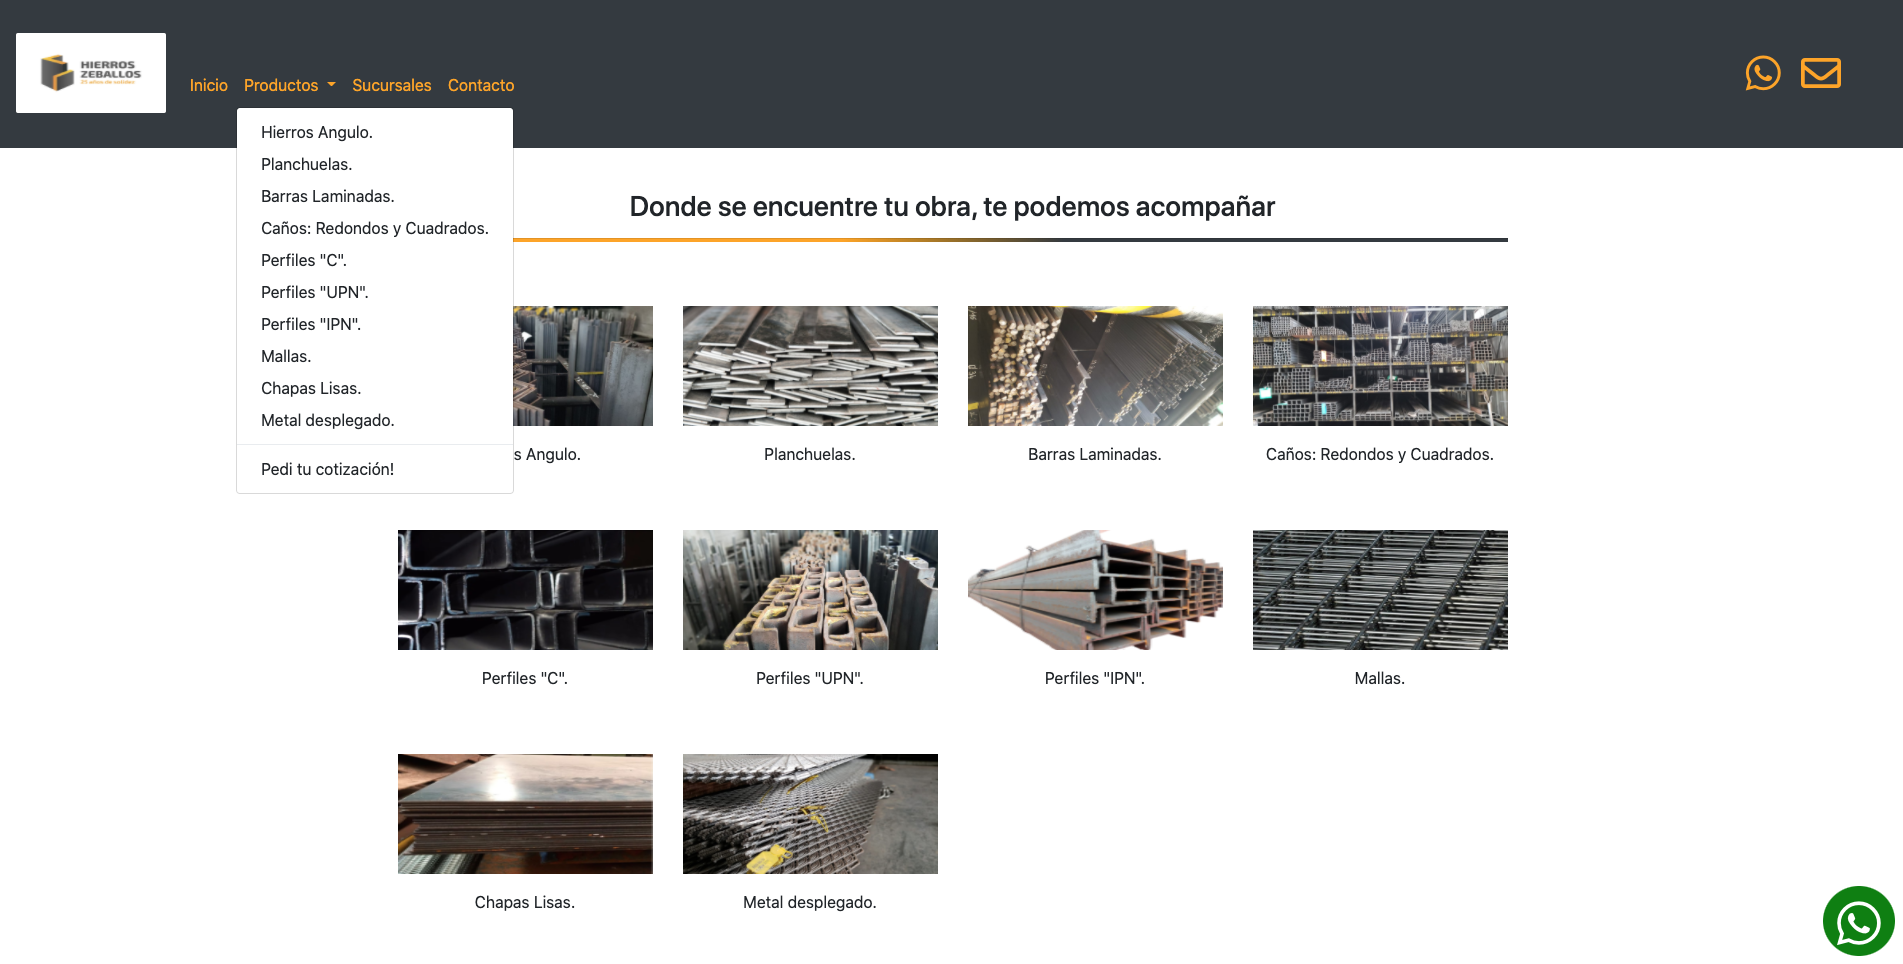 HIERROS
ZEBALLOS
Inicio Productos Sucursales Contacto
Hierros Angulo.
Planchuelas.
Barras Laminadas.
Caños: Redondos y Cuadrados.
Perfiles "C".
Perfiles "UPN".
Perfiles "IPN".
Mallas.
Chapas Lisas.
Metal desplegado.
Pedi tu cotización!
Donde se encuentre tu obra, te podemos acompañar
s Angulo.
Planchuelas.
Barras Laminadas.
Caños: Redondos y Cuadrados.
Perfiles "C".
Perfiles "UPN".
Perfiles "IPN".
Mallas.
Chapas Lisas.
Metal desplegado.